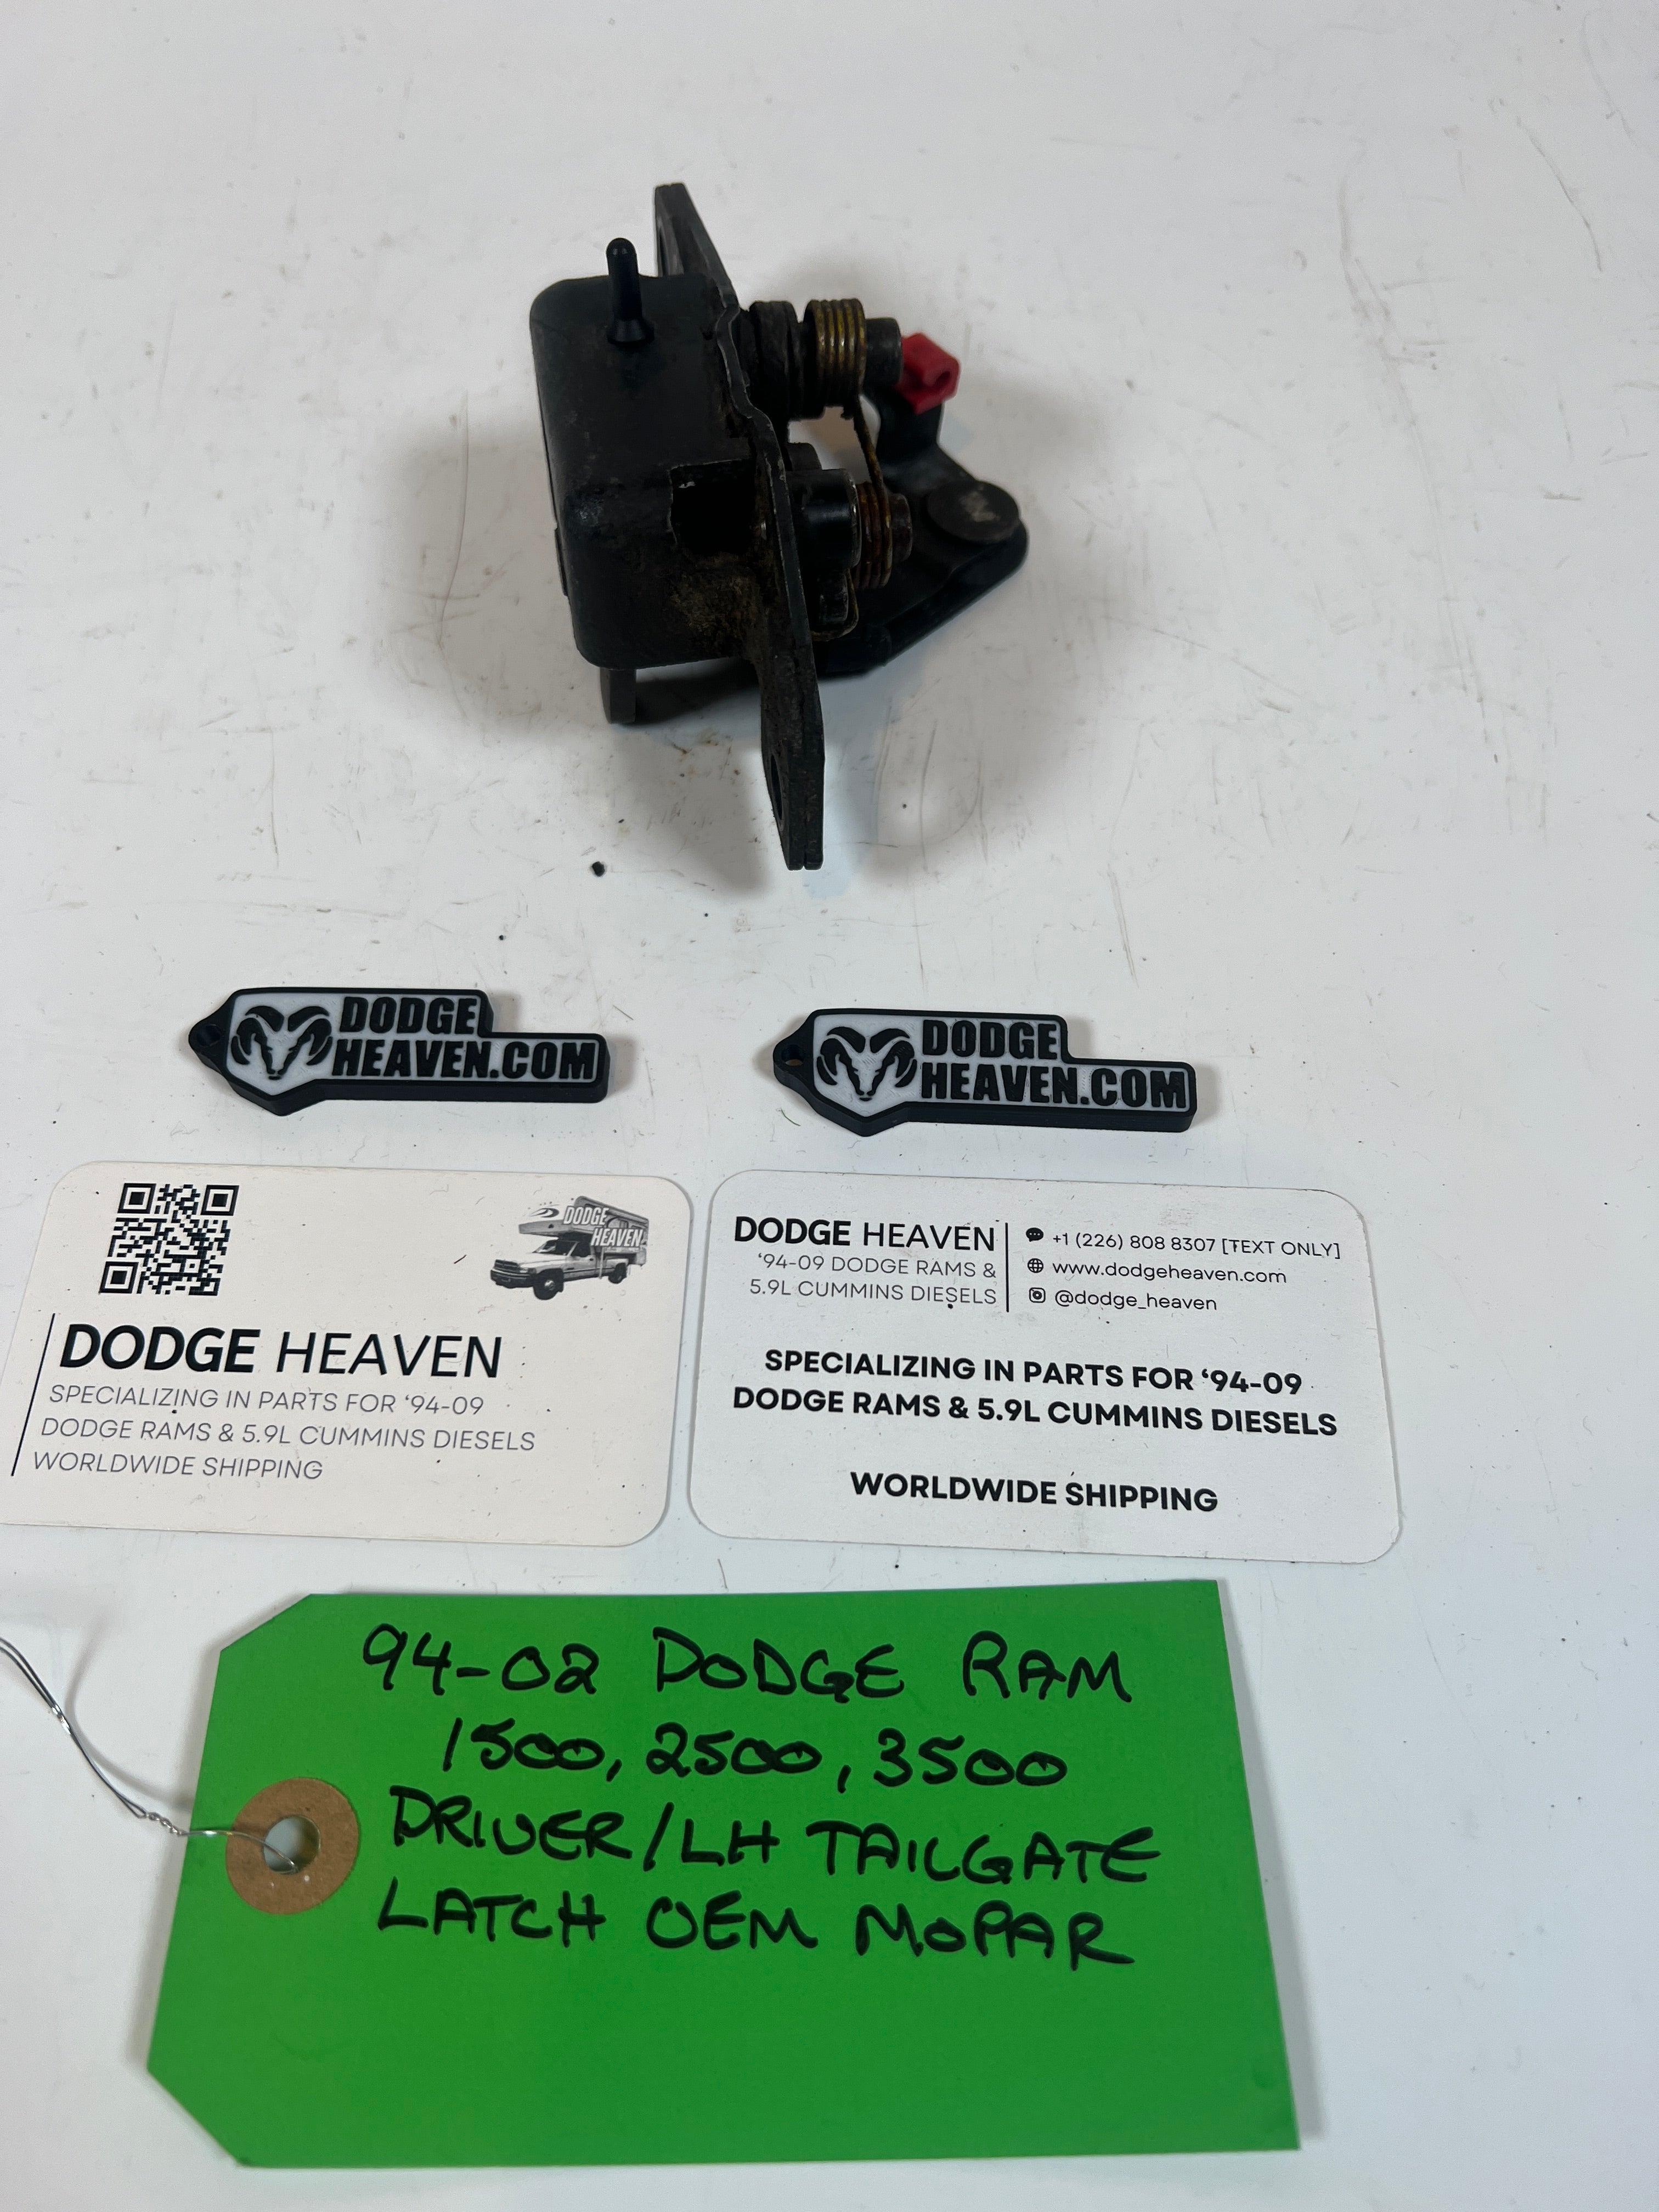 DODGE
HEAVEN.COM
DODGE
HEAVEN.COM
DODGE
HEAVEN
DODGE HEAVEN
SPECIALIZING IN PARTS FOR ‘94-09
DODGE RAMS & 5.9L CUMMINS DIESELS
WORLDWIDE SHIPPING
DODGE HEAVEN
‘94-09 DODGE RAMS &
5.9L CUMMINS DIESELS
+1 (226) 808 8307 [TEXT ONLY]
www.dodgeheaven.com
@dodge_heaven
SPECIALIZING IN PARTS FOR ‘94-09
DODGE RAMS & 5.9L CUMMINS DIESELS
WORLDWIDE SHIPPING
94-02 DODGE RAM
1500, 2500, 3500
DRIVER/LH TAILGATE
LATCH OEM MOPAR